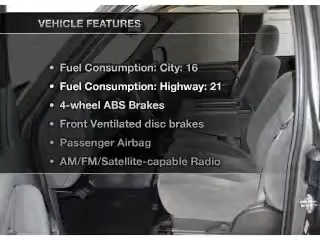 VEHICLE FEATURES
• Fuel Consumption: City: 16
• Fuel Consumption: Highway: 21
• 4-wheel ABS Brakes
• Front Ventilated disc brakes
• Passenger Airbag
• AM/FM/Satellite-capable Radio